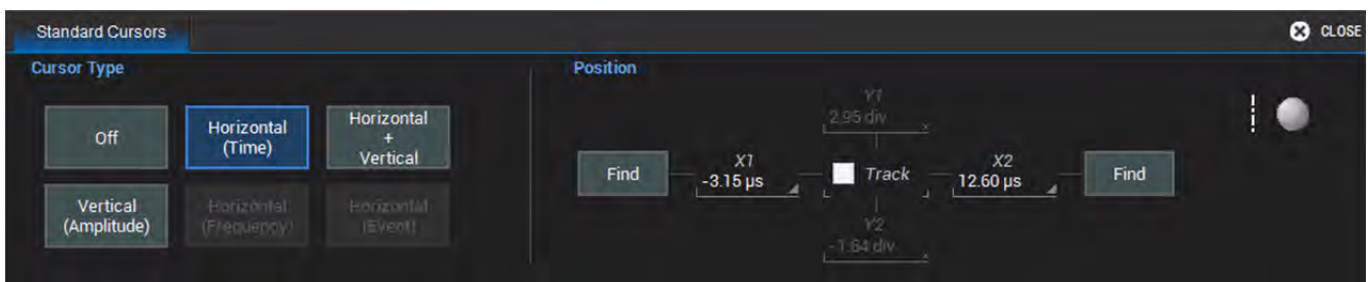 Standard Cursors
CLOSE
Cursor Type
Off
Horizontal
(Time)
Horizontal
+
Vertical
Vertical
(Amplitude)
Horizontal
(Frequency)
Horizontal
(Event)
Position
Y1
2.95 div
Find
X1
-3.15 µs
Track
X2
12.60 µs
Find
Y2
-1.64 div